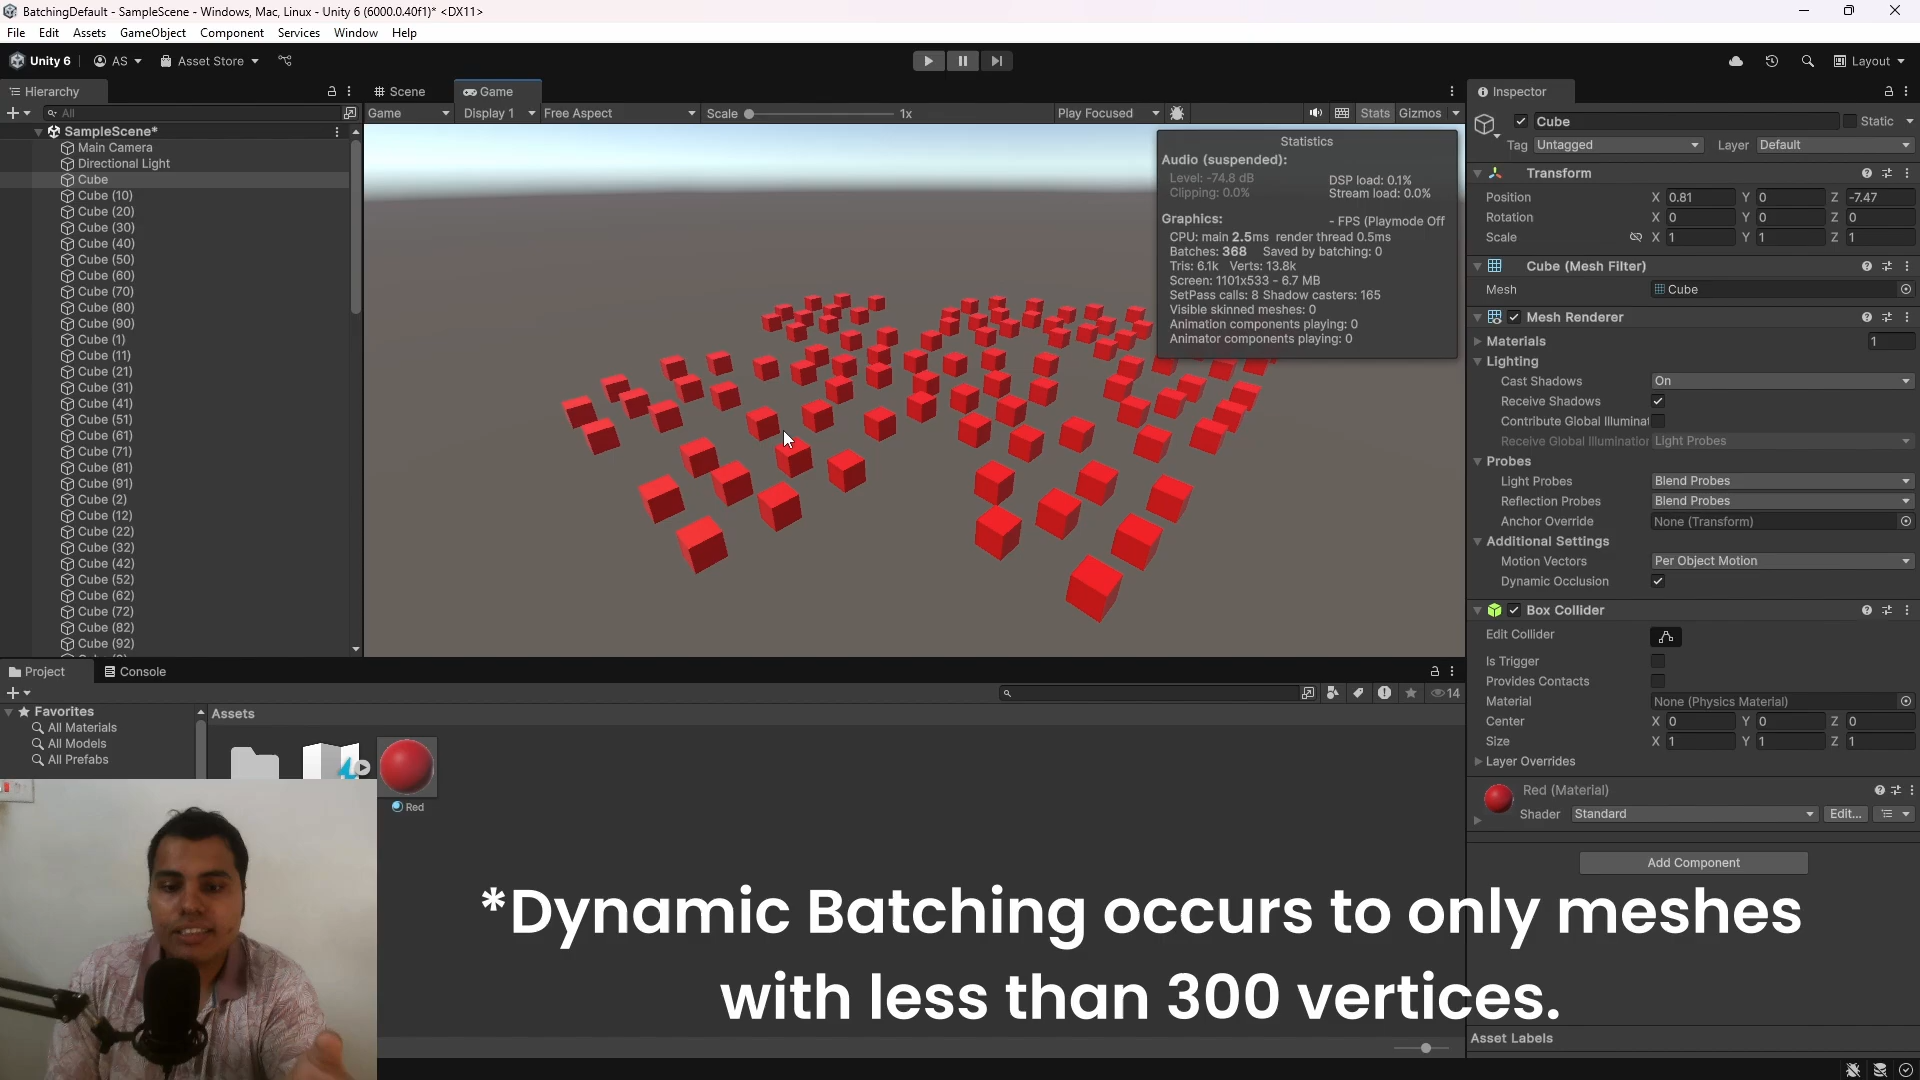 BatchingDefault - SampleScene - Windows, Mac, Linux - Unity 6 (6000.0.40f1)* <DX11>
File Edit Assets GameObject Component Services Window Help
Unity 6 AS Asset Store Layout
Hierarchy
All
SampleScene*
Main Camera
Directional Light
Cube
Cube (10)
Cube (20)
Cube (30)
Cube (40)
Cube (50)
Cube (60)
Cube (70)
Cube (80)
Cube (90)
Cube (1)
Cube (11)
Cube (21)
Cube (31)
Cube (41)
Cube (51)
Cube (61)
Cube (71)
Cube (81)
Cube (91)
Cube (2)
Cube (12)
Cube (22)
Cube (32)
Cube (42)
Cube (52)
Cube (62)
Cube (72)
Cube (82)
Cube (92)
Scene Game
Game Display 1 Free Aspect Scale 1x Play Focused Stats Gizmos
Statistics
Audio (suspended):
Level: -74.8 dB DSP load: 0.1%
Clipping: 0.0% Stream load: 0.0%
Graphics: - FPS (Playmode Off
CPU: main 2.5ms render thread 0.5ms
Batches: 368 Saved by batching: 0
Tris: 6.1k Verts: 13.8k
Screen: 1101x533 - 6.7 MB
SetPass calls: 8 Shadow casters: 165
Visible skinned meshes: 0
Animation components playing: 0
Animator components playing: 0
Inspector
Cube Static
Tag Untagged Layer Default
Transform
Position X 0.81 Y 0 Z -7.47
Rotation X 0 Y 0 Z 0
Scale X 1 Y 1 Z 1
Cube (Mesh Filter)
Mesh Cube
Mesh Renderer
Materials 1
Lighting
Cast Shadows On
Receive Shadows
Contribute Global Illuminat
Receive Global Illumination Light Probes
Probes
Light Probes Blend Probes
Reflection Probes Blend Probes
Anchor Override None (Transform)
Additional Settings
Motion Vectors Per Object Motion
Dynamic Occlusion
Box Collider
Edit Collider
Is Trigger
Provides Contacts
Material None (Physics Material)
Center X 0 Y 0 Z 0
Size X 1 Y 1 Z 1
Layer Overrides
Red (Material)
Shader Standard Edit...
Add Component
Asset Labels
Project Console
14
Favorites
All Materials
All Models
All Prefabs
Assets
Red
*Dynamic Batching occurs to only meshes
with less than 300 vertices.